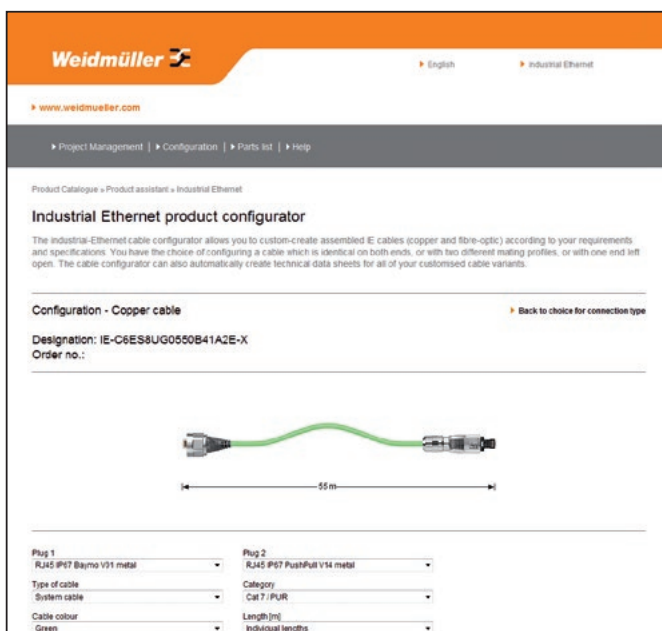 Weidmüller
English
Industrial Ethernet
www.weidmueller.com
Project Management | Configuration | Parts list | Help
Product Catalogue » Product assistant » Industrial Ethernet
Industrial Ethernet product configurator
The industrial-Ethernet cable configurator allows you to custom-create assembled IE cables (copper and fibre-optic) according to your requirements
and specifications. You have the choice of configuring a cable which is identical on both ends, or with two different mating profiles, or with one end left
open. The cable configurator can also automatically create technical data sheets for all of your customised cable variants.
Configuration - Copper cable
Back to choice for connection type
Designation: IE-C6ES8UG0550B41A2E-X
Order no.:
55 m
Plug 1
RJ45 IP67 Bayino V01 metal
Plug 2
RJ45 IP67 PushPull V14 metal
Type of cable
System cable
Category
Cat 7 / PUR
Cable colour
Green
Length [m]
Individual lengths